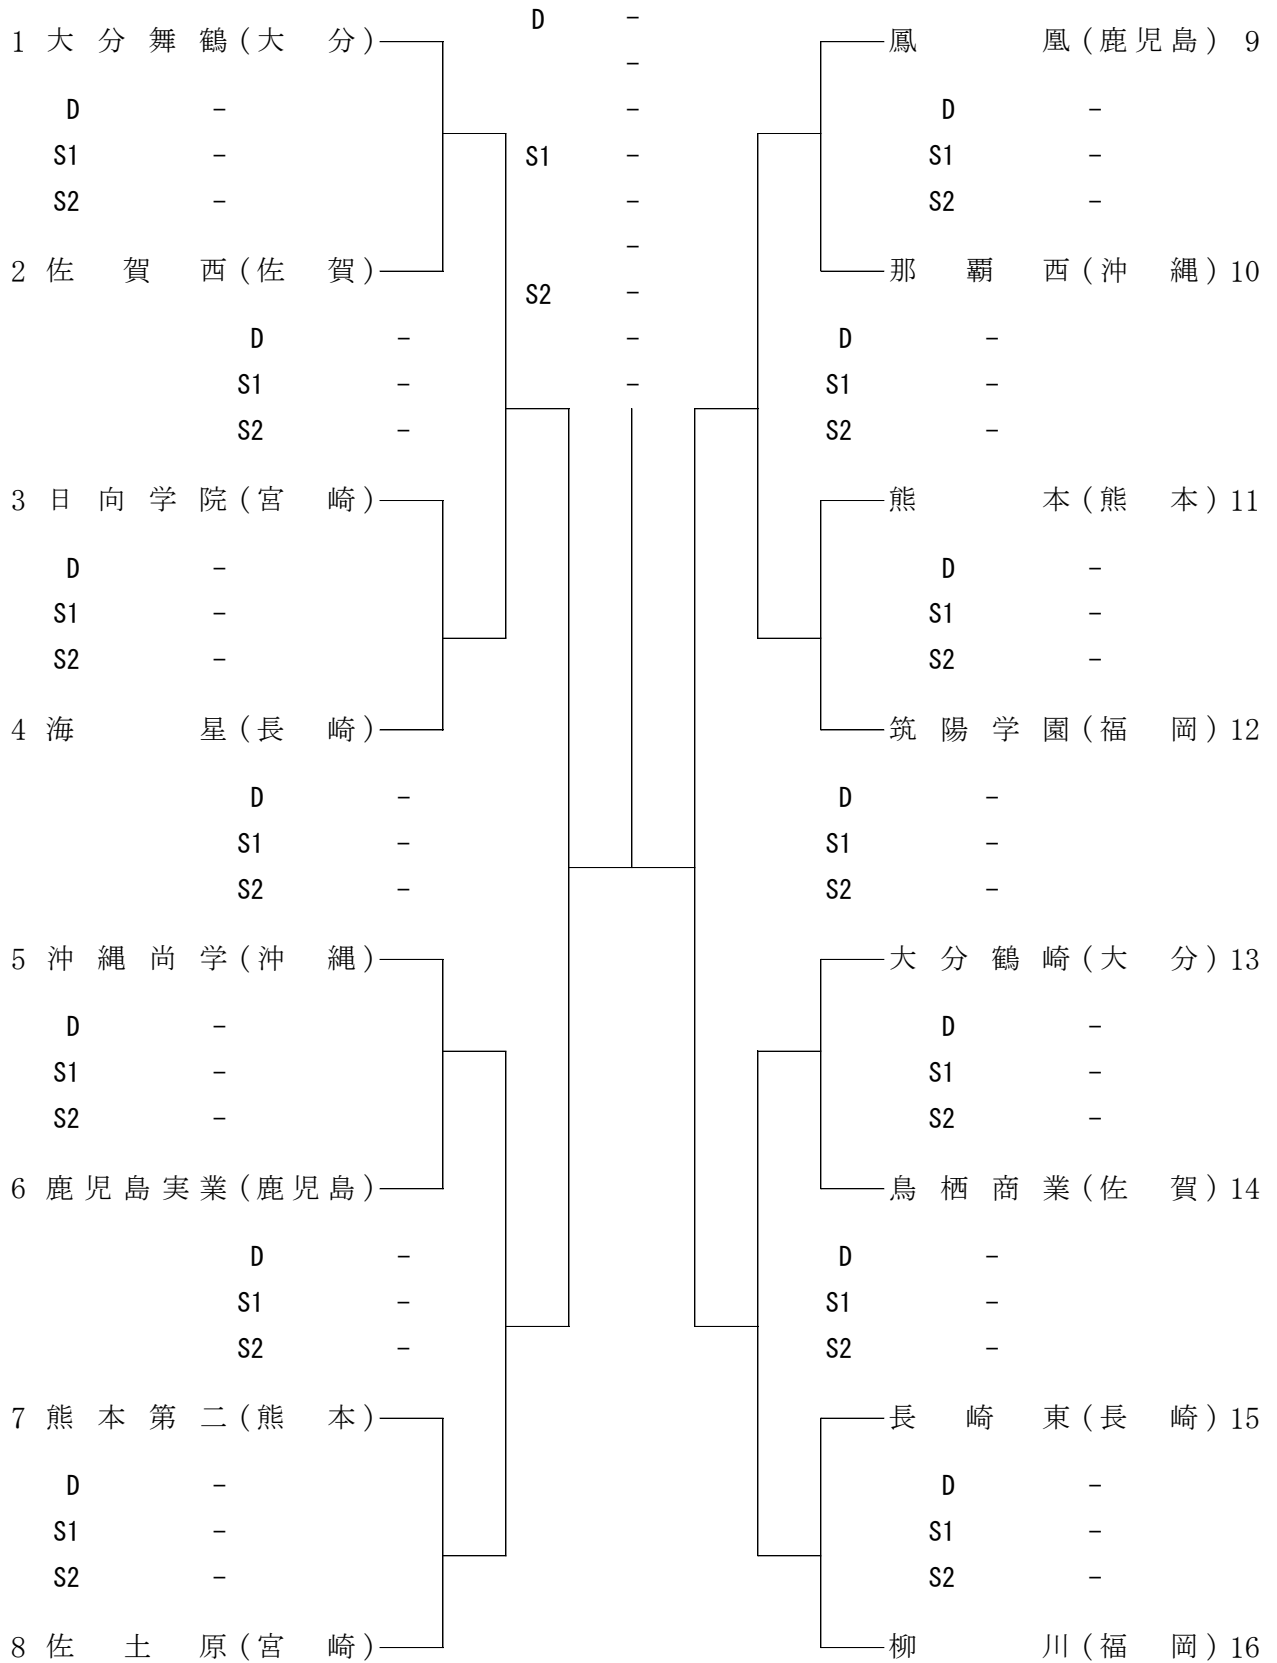 D -
1 大分舞鶴(大 分)
鳳 凰(鹿児島) 9
-
D -
-
D -
S1 -
S1 -
S1 -
S2 -
-
S2 -
-
2 佐賀西(佐 賀)
那覇西(沖 縄) 10
S2 -
D -
-
D -
S1 -
-
S1 -
S2 -
S2 -
3 日向学院(宮 崎)
熊 本(熊 本) 11
D -
D -
S1 -
S1 -
S2 -
S2 -
4 海 星(長 崎)
筑陽学園(福 岡) 12
D -
D -
S1 -
S1 -
S2 -
S2 -
5 沖縄尚学(沖 縄)
大分鶴崎(大 分) 13
D -
D -
S1 -
S1 -
S2 -
S2 -
6 鹿児島実業(鹿児島)
鳥栖商業(佐 賀) 14
D -
D -
S1 -
S1 -
S2 -
S2 -
7 熊本第二(熊 本)
長崎東(長 崎) 15
D -
D -
S1 -
S1 -
S2 -
S2 -
8 佐土原(宮 崎)
柳 川(福 岡) 16